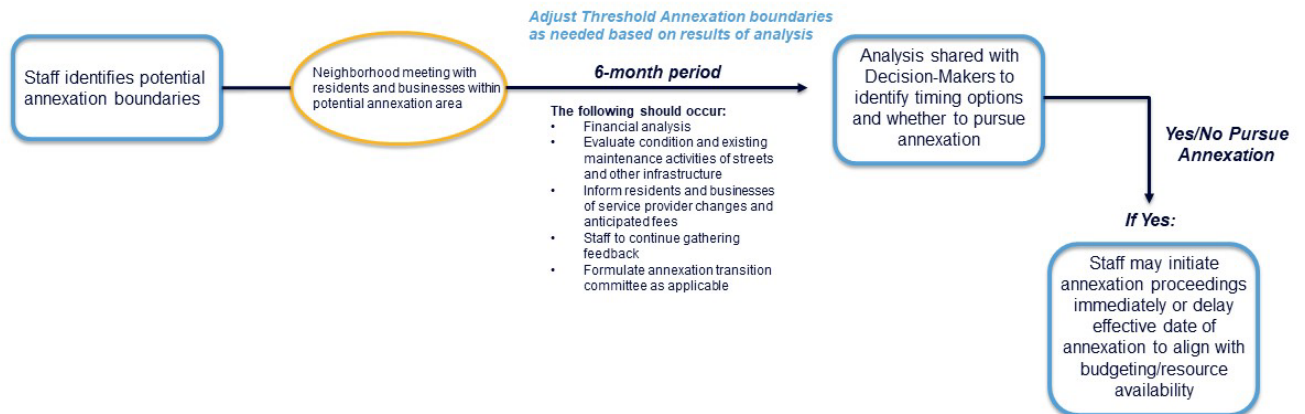 Staff identifies potential
annexation boundaries
Neighborhood meeting with
residents and businesses within
potential annexation area
Adjust Threshold Annexation boundaries
as needed based on results of analysis
6-month period
The following should occur:
• Financial analysis
• Evaluate condition and existing
maintenance activities of streets
and other infrastructure
• Inform residents and businesses
of service provider changes and
anticipated fees
• Staff to continue gathering
feedback
• Formulate annexation transition
committee as applicable
Analysis shared with
Decision-Makers to
identify timing options
and whether to pursue
annexation
Yes/No Pursue
Annexation
If Yes:
Staff may initiate
annexation proceedings
immediately or delay
effective date of
annexation to align with
budgeting/resource
availability